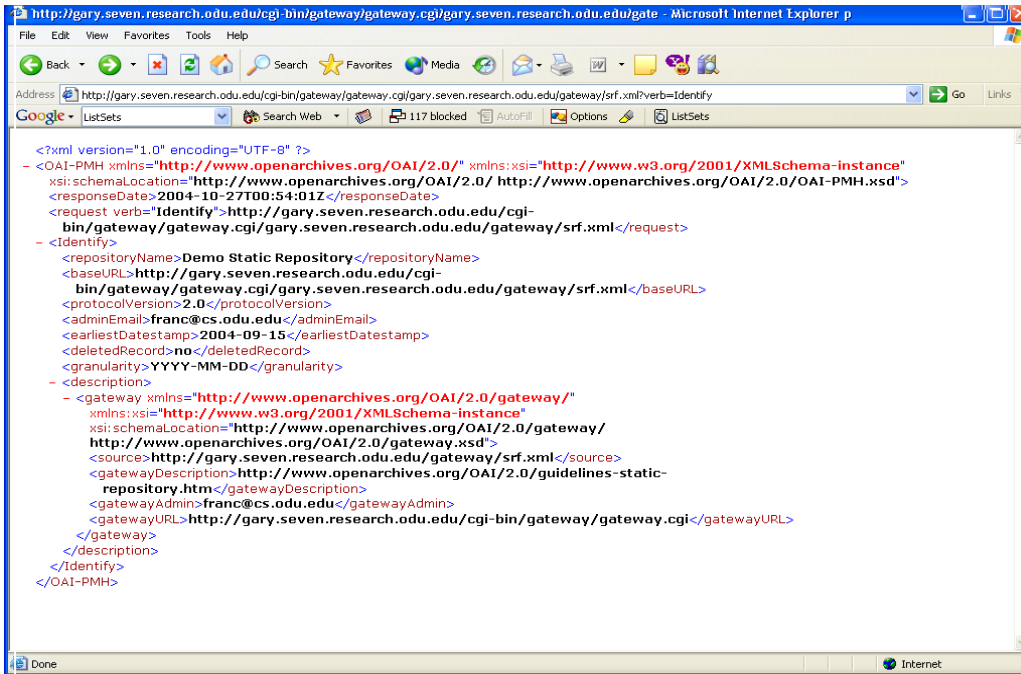 http://gary.seven.research.odu.edu/cgi-bin/gateway/gateway.cgi/gary.seven.research.odu.edu/gate - Microsoft Internet Explorer p
File Edit View Favorites Tools Help
Back Search Favorites Media
Address http://gary.seven.research.odu.edu/cgi-bin/gateway/gateway.cgi/gary.seven.research.odu.edu/gateway/srf.xml?verb=Identify Go Links
Google ListSets Search Web 117 blocked AutoFill Options ListSets
<?xml version="1.0" encoding="UTF-8" ?>
- <OAI-PMH xmlns="http://www.openarchives.org/OAI/2.0/" xmlns:xsi="http://www.w3.org/2001/XMLSchema-instance"
xsi:schemaLocation="http://www.openarchives.org/OAI/2.0/ http://www.openarchives.org/OAI/2.0/OAI-PMH.xsd">
<responseDate>2004-10-27T00:54:01Z</responseDate>
<request verb="Identify">http://gary.seven.research.odu.edu/cgi-
bin/gateway/gateway.cgi/gary.seven.research.odu.edu/gateway/srf.xml</request>
- <Identify>
<repositoryName>Demo Static Repository</repositoryName>
<baseURL>http://gary.seven.research.odu.edu/cgi-
bin/gateway/gateway.cgi/gary.seven.research.odu.edu/gateway/srf.xml</baseURL>
<protocolVersion>2.0</protocolVersion>
<adminEmail>franc@cs.odu.edu</adminEmail>
<earliestDatestamp>2004-09-15</earliestDatestamp>
<deletedRecord>no</deletedRecord>
<granularity>YYYY-MM-DD</granularity>
- <description>
- <gateway xmlns="http://www.openarchives.org/OAI/2.0/gateway/"
xmlns:xsi="http://www.w3.org/2001/XMLSchema-instance"
xsi:schemaLocation="http://www.openarchives.org/OAI/2.0/gateway/
http://www.openarchives.org/OAI/2.0/gateway.xsd">
<source>http://gary.seven.research.odu.edu/gateway/srf.xml</source>
<gatewayDescription>http://www.openarchives.org/OAI/2.0/guidelines-static-
repository.htm</gatewayDescription>
<gatewayAdmin>franc@cs.odu.edu</gatewayAdmin>
<gatewayURL>http://gary.seven.research.odu.edu/cgi-bin/gateway/gateway.cgi</gatewayURL>
</gateway>
</description>
</Identify>
</OAI-PMH>
Done Internet